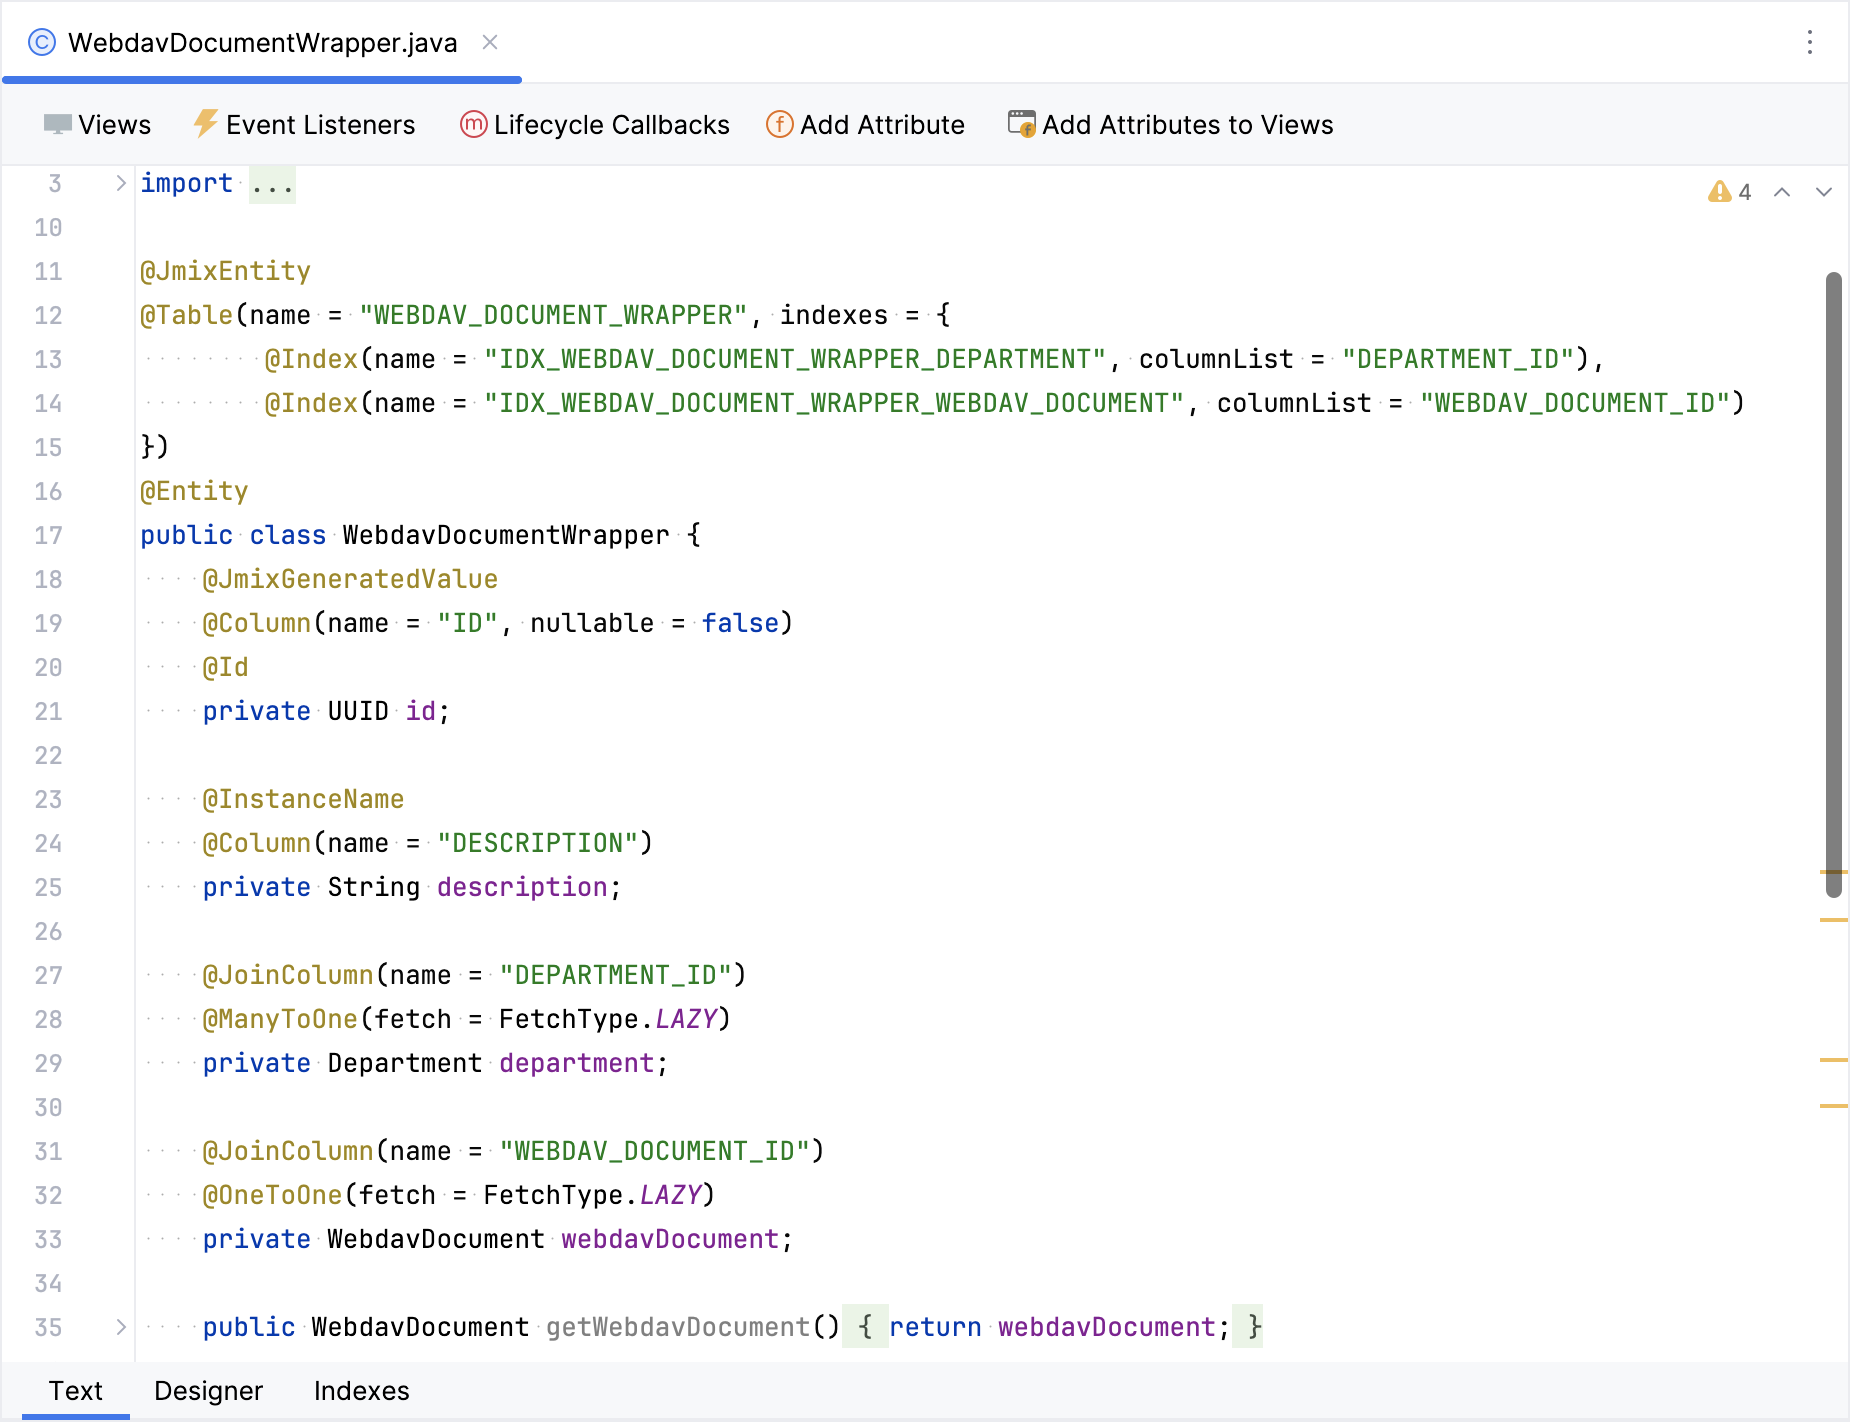 WebdavDocumentWrapper.java
Views Event Listeners Lifecycle Callbacks Add Attribute Add Attributes to Views
3 import ...
4
10
11 @JmixEntity
12 @Table(name = "WEBDAV_DOCUMENT_WRAPPER", indexes = {
13         @Index(name = "IDX_WEBDAV_DOCUMENT_WRAPPER_DEPARTMENT", columnList = "DEPARTMENT_ID"),
14         @Index(name = "IDX_WEBDAV_DOCUMENT_WRAPPER_WEBDAV_DOCUMENT", columnList = "WEBDAV_DOCUMENT_ID")
15 })
16 @Entity
17 public class WebdavDocumentWrapper {
18     @JmixGeneratedValue
19     @Column(name = "ID", nullable = false)
20     @Id
21     private UUID id;
22
23     @InstanceName
24     @Column(name = "DESCRIPTION")
25     private String description;
26
27     @JoinColumn(name = "DEPARTMENT_ID")
28     @ManyToOne(fetch = FetchType.LAZY)
29     private Department department;
30
31     @JoinColumn(name = "WEBDAV_DOCUMENT_ID")
32     @OneToOne(fetch = FetchType.LAZY)
33     private WebdavDocument webdavDocument;
34
35     public WebdavDocument getWebdavDocument() { return webdavDocument; }
Text Designer Indexes